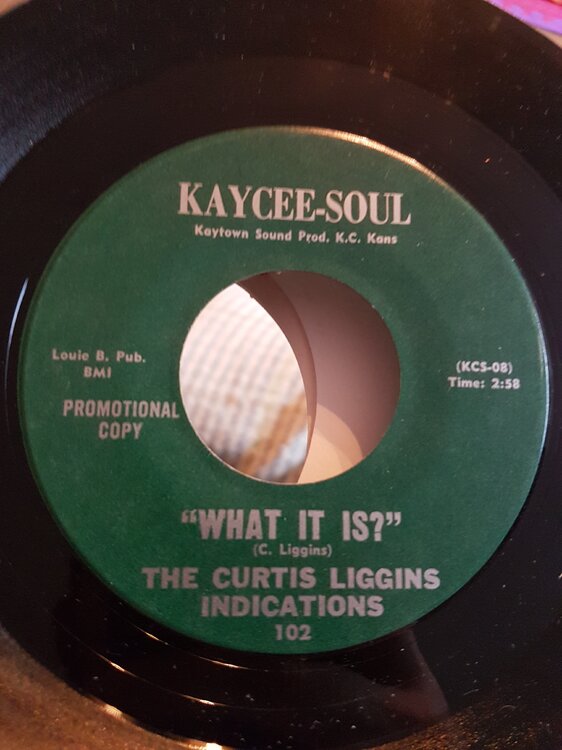 KAYCEE-SOUL
Kaytown Sound Prod. K.C. Kans
Louie B. Pub.
BMI
PROMOTIONAL
COPY
(KCS-08)
Time: 2:58
"WHAT IT IS?"
(C. Liggins)
THE CURTIS LIGGINS
INDICATIONS
102